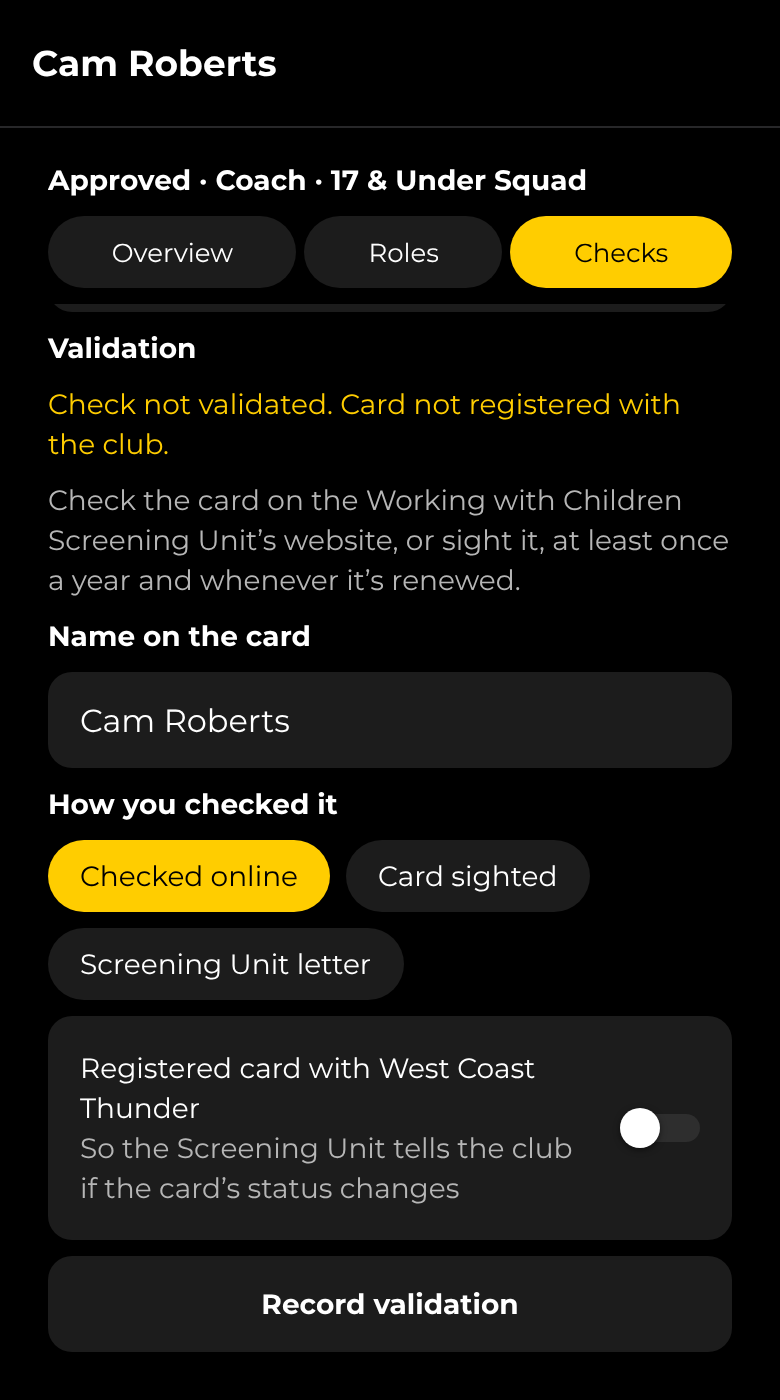 Cam Roberts
Approved · Coach · 17 & Under Squad
Overview
Roles
Checks
Validation
Check not validated. Card not registered with
the club.
Check the card on the Working with Children
Screening Unit’s website, or sight it, at least once
a year and whenever it’s renewed.
Name on the card
Cam Roberts
How you checked it
Checked online
Card sighted
Screening Unit letter
Registered card with West Coast
Thunder
So the Screening Unit tells the club
if the card’s status changes
Record validation